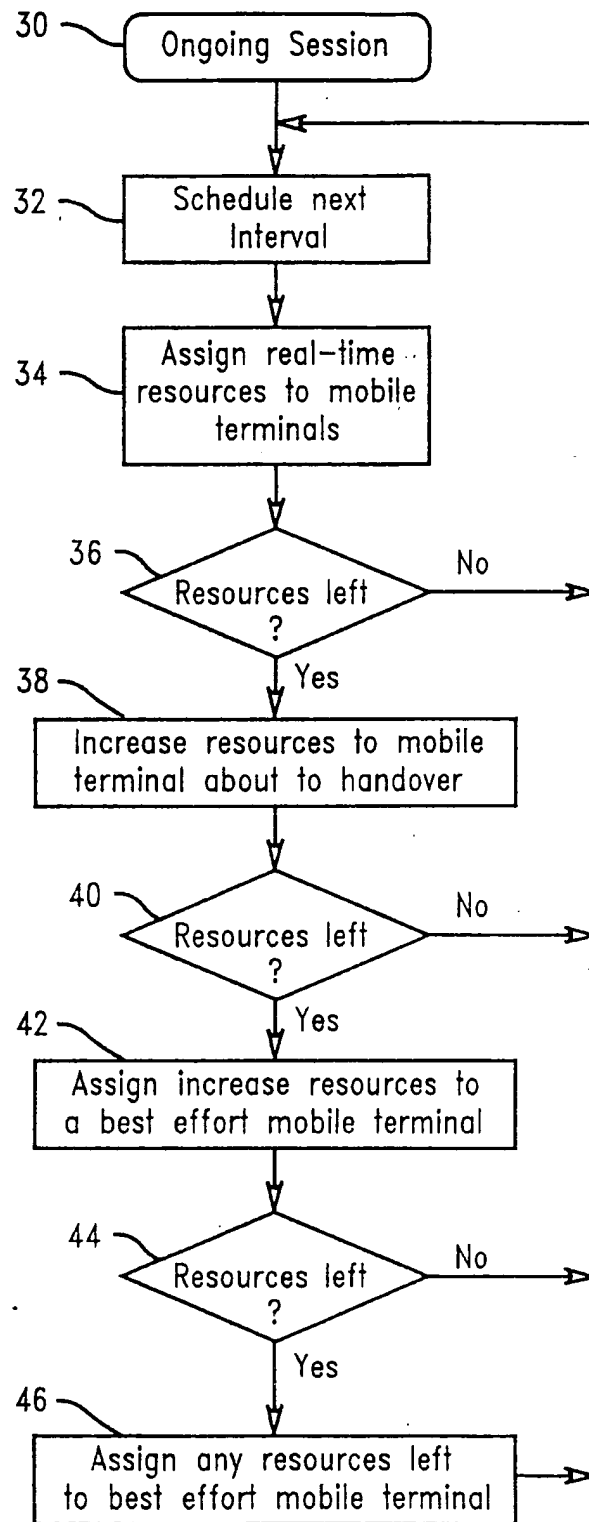 30
Ongoing Session
32
Schedule next
Interval
34
Assign real-time
resources to mobile
terminals
36
Resources left
?
No
Yes
38
Increase resources to mobile
terminal about to handover
40
Resources left
?
No
Yes
42
Assign increase resources to
a best effort mobile terminal
44
Resources left
?
No
Yes
46
Assign any resources left
to best effort mobile terminal